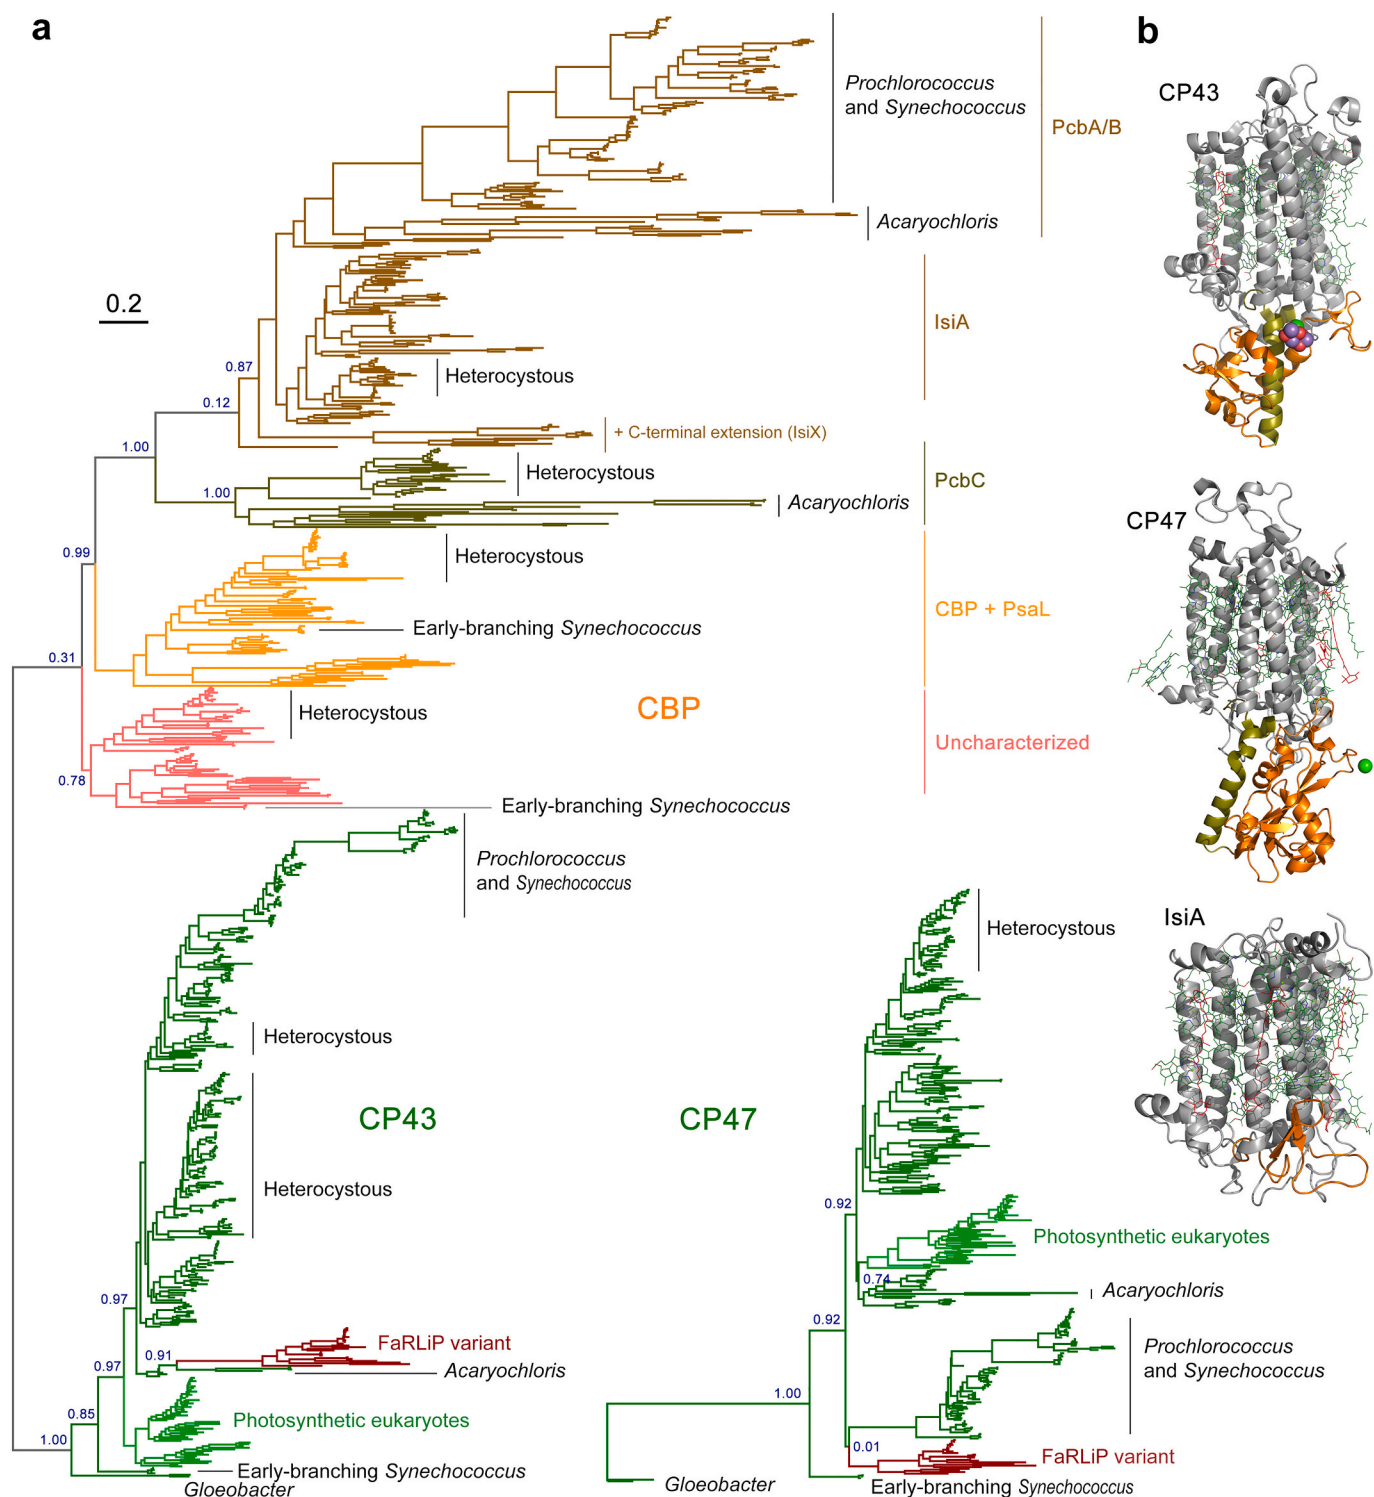 a
b
Prochlorococcus
and Synechococcus
PcbA/B
CP43
Acaryochloris
0.2
IsiA
0.87
Heterocystous
0.12
+ C-terminal extension (IsiX)
1.00
Heterocystous
PcbC
1.00
Acaryochloris
CP47
0.99
Heterocystous
CBP + PsaL
Early-branching Synechococcus
0.31
Heterocystous
CBP
Uncharacterized
0.78
Early-branching Synechococcus
Prochlorococcus
and Synechococcus
IsiA
Heterocystous
Heterocystous
CP43
CP47
Heterocystous
0.92
Photosynthetic eukaryotes
0.74
Acaryochloris
0.97
0.92
FaRLiP variant
0.91
Acaryochloris
0.97
Prochlorococcus
and Synechococcus
1.00
0.85
Photosynthetic eukaryotes
1.00
0.01
FaRLiP variant
Early-branching Synechococcus
Gloeobacter
Gloeobacter
Early-branching Synechococcus